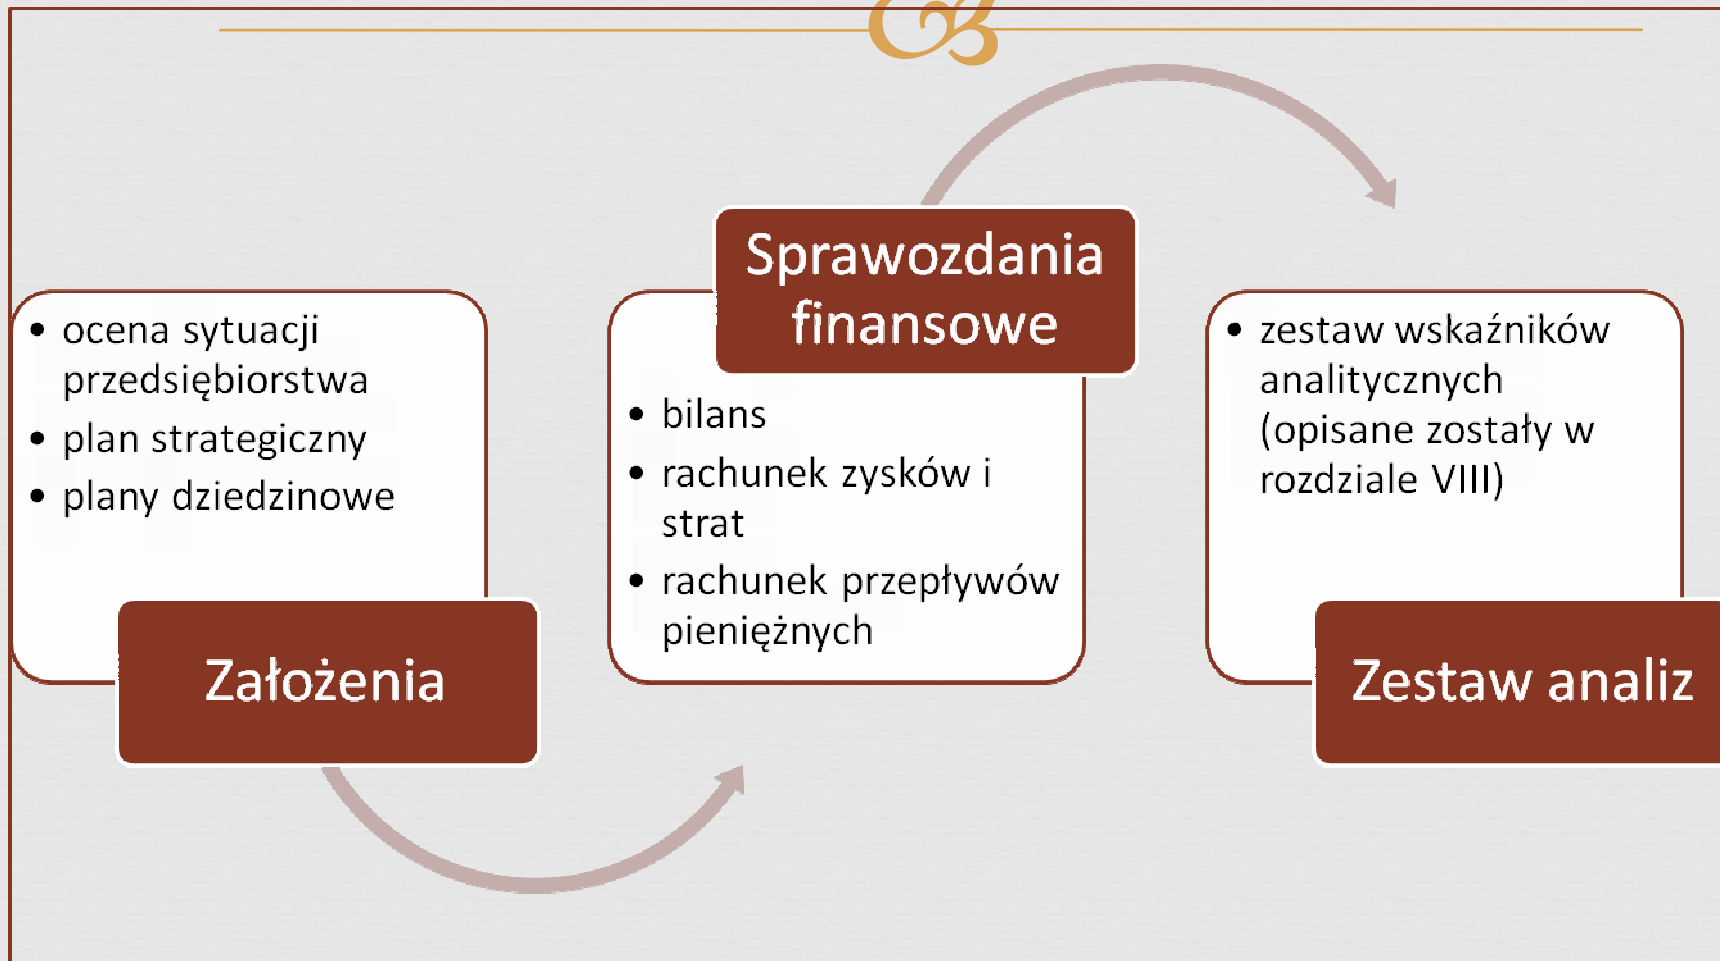 • ocena sytuacji
przedsiębiorstwa
• plan strategiczny
• plany dziedzinowe
Założenia
Sprawozdania
finansowe
• bilans
• rachunek zysków i
strat
• rachunek przepływów
pieniężnych
• zestaw wskaźników
analitycznych
(opisane zostały w
rozdziale VIII)
Zestaw analiz